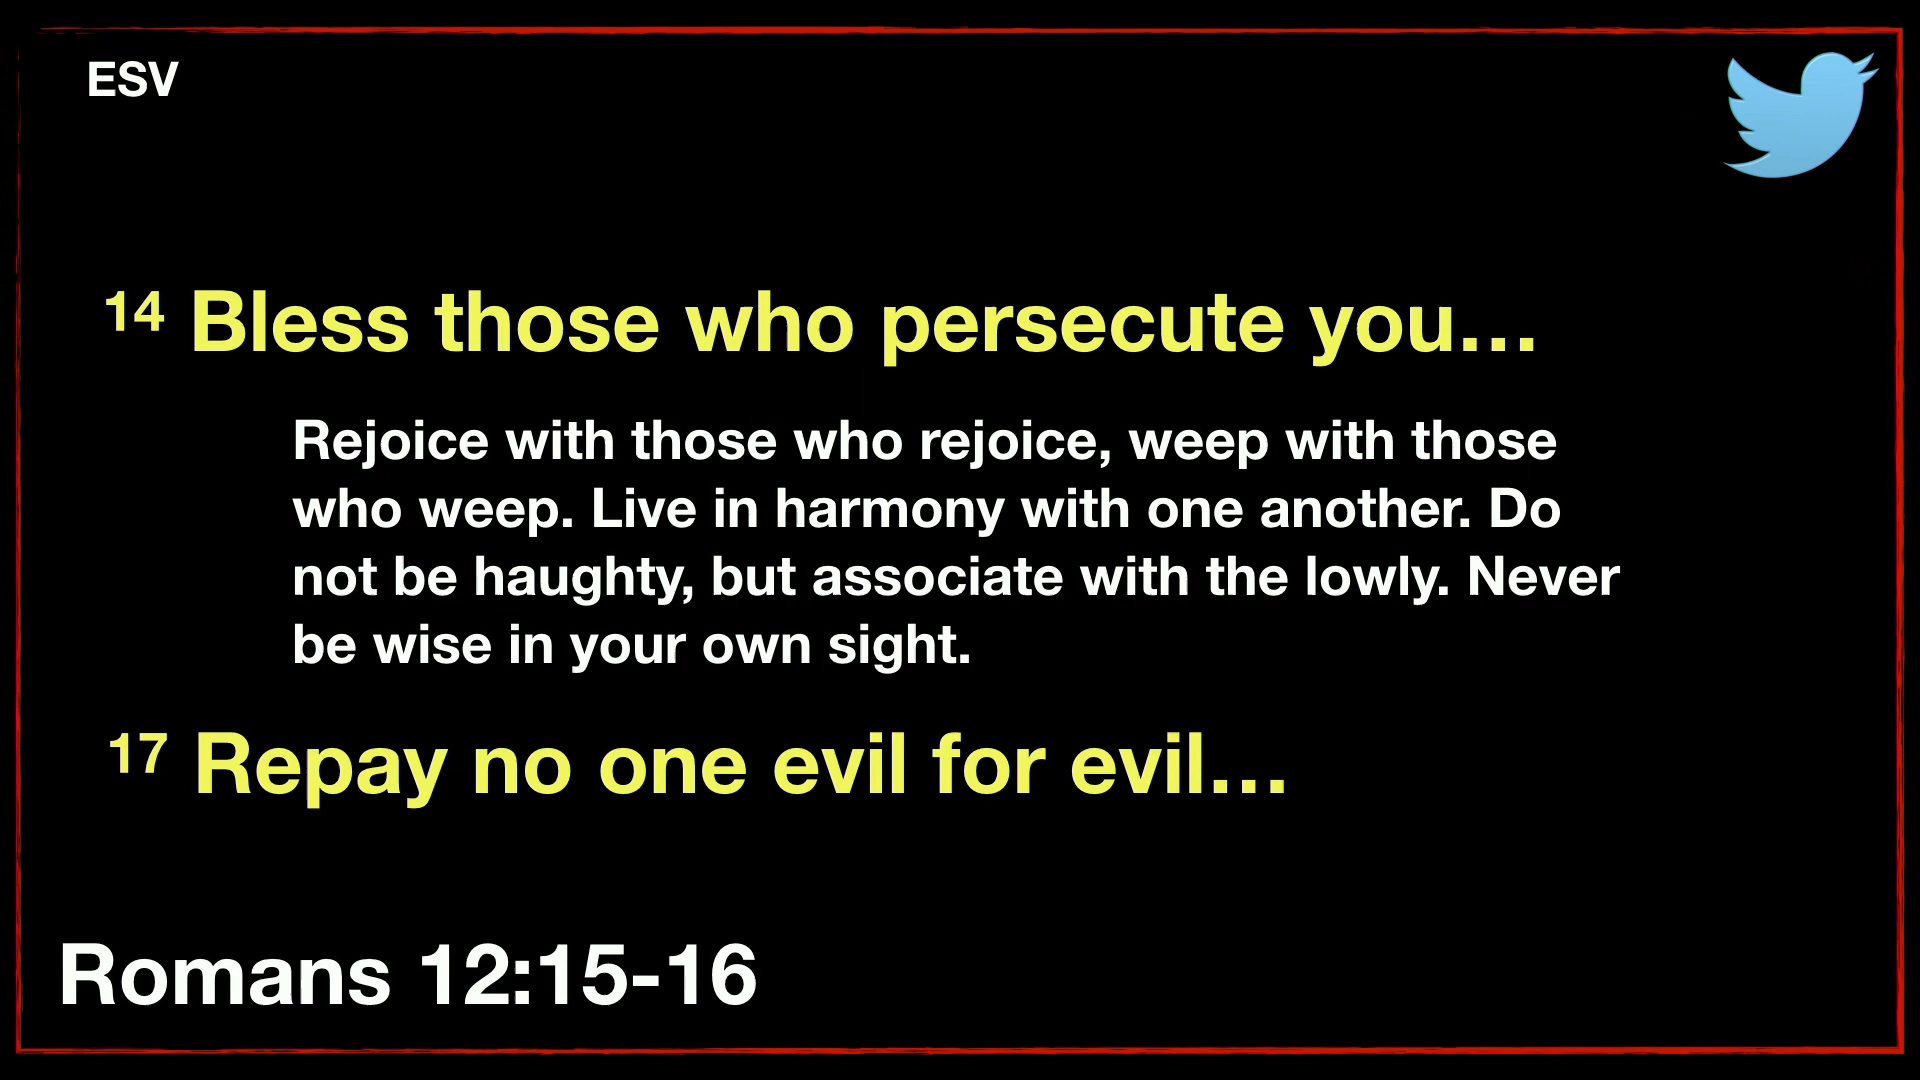 ESV
14 Bless those who persecute you…
Rejoice with those who rejoice, weep with those
who weep. Live in harmony with one another. Do
not be haughty, but associate with the lowly. Never
be wise in your own sight.
17 Repay no one evil for evil…
Romans 12:15-16